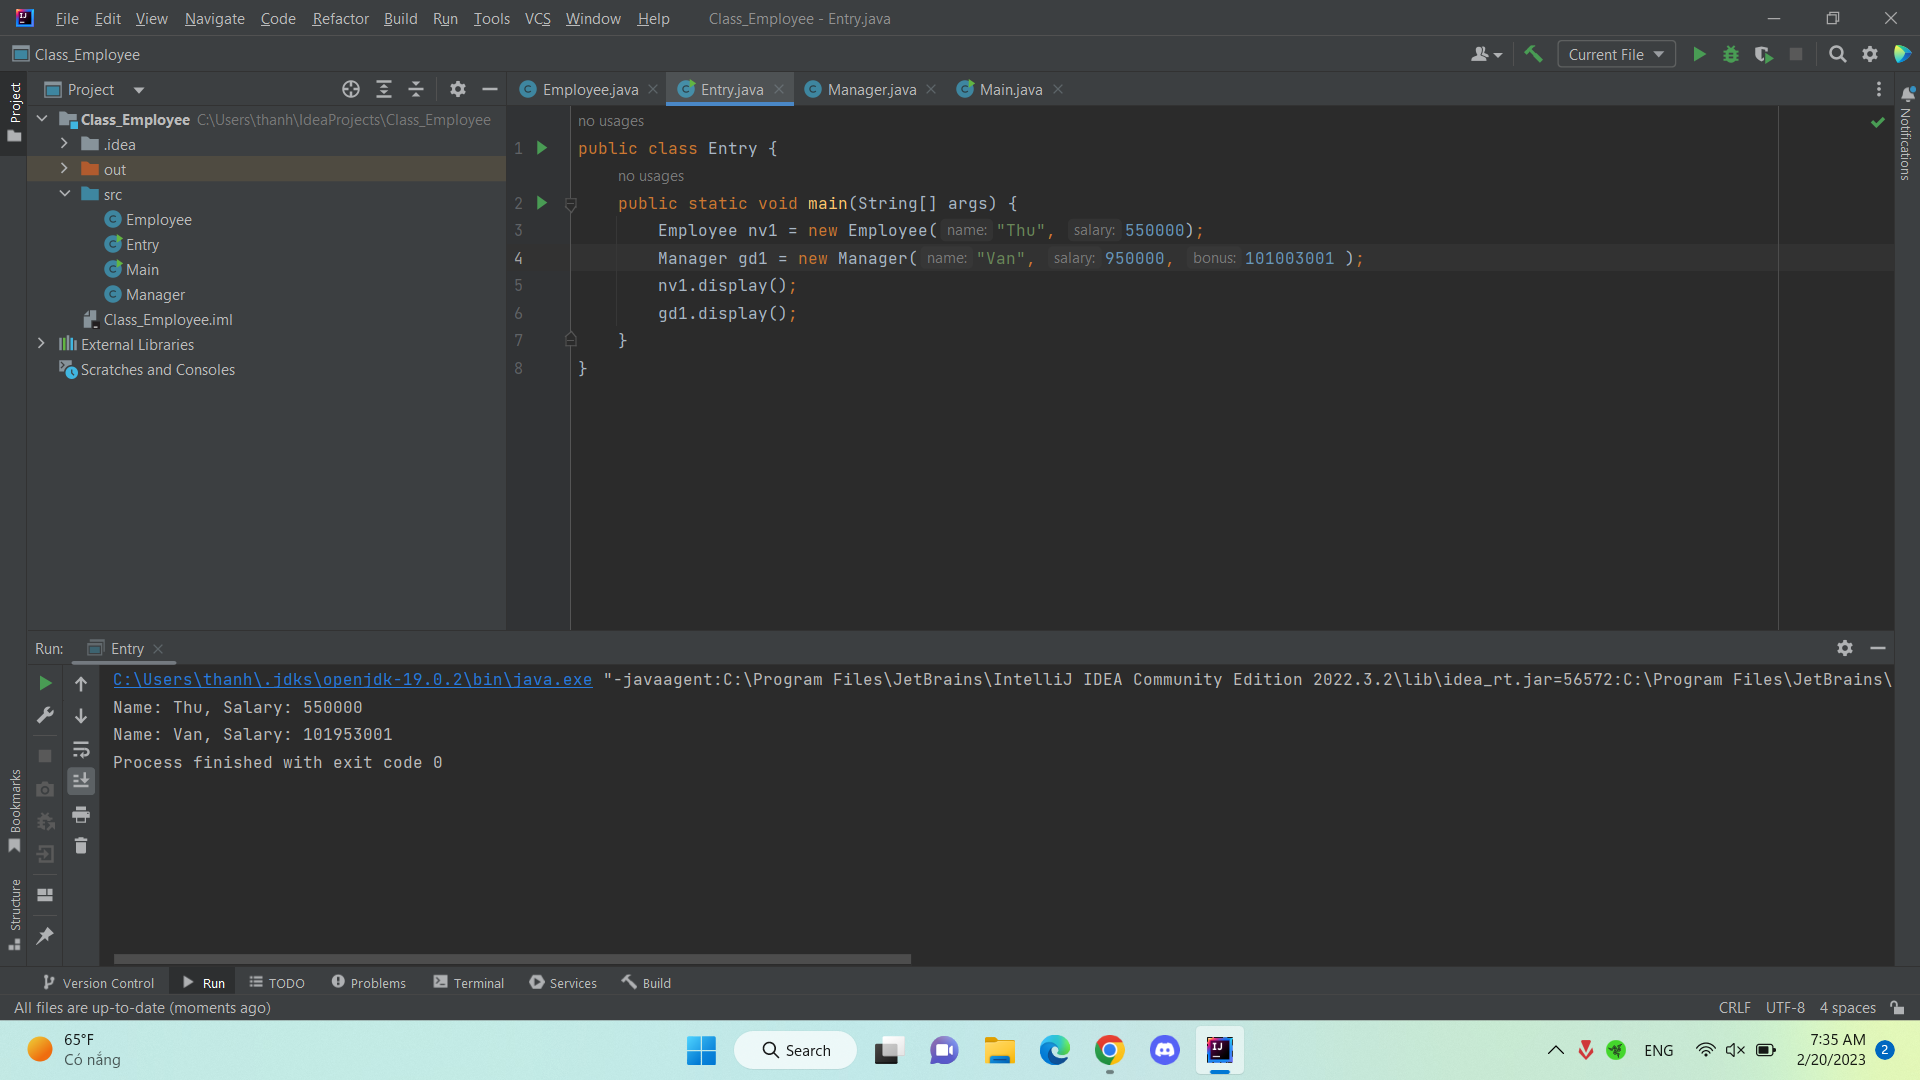 File Edit View Navigate Code Refactor Build Run Tools VCS Window Help Class_Employee - Entry.java
Class_Employee Current File
Project Employee.java Entry.java Manager.java Main.java
Project
Notifications
Class_Employee C:\Users\thanh\IdeaProjects\Class_Employee
.idea
out
src
Employee
Entry
Main
Manager
Class_Employee.iml
External Libraries
Scratches and Consoles
no usages
1 public class Entry {
no usages
2 public static void main(String[] args) {
3 Employee nv1 = new Employee( name: "Thu", salary: 550000);
4 Manager gd1 = new Manager( name: "Van", salary: 950000, bonus: 101003001 );
5 nv1.display();
6 gd1.display();
7 }
8 }
Run: Entry
C:\Users\thanh\.jdks\openjdk-19.0.2\bin\java.exe "-javaagent:C:\Program Files\JetBrains\IntelliJ IDEA Community Edition 2022.3.2\lib\idea_rt.jar=56572:C:\Program Files\JetBrains\
Name: Thu, Salary: 550000
Name: Van, Salary: 101953001
Process finished with exit code 0
Bookmarks
Structure
Version Control Run TODO Problems Terminal Services Build
All files are up-to-date (moments ago) CRLF UTF-8 4 spaces
65°F
Có nắng
Search
ENG
7:35 AM
2/20/2023
2